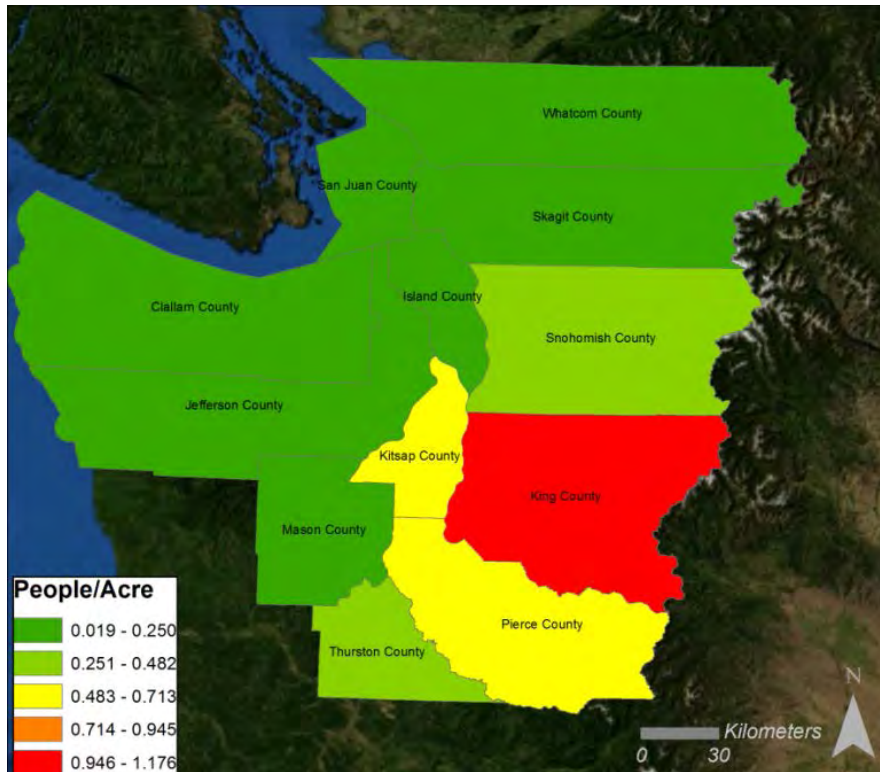 Whatcom County
San Juan County
Skagit County
Clallam County
Island County
Snohomish County
Jefferson County
Kitsap County
King County
Mason County
Pierce County
Thurston County
People/Acre
0.019 - 0.250
0.251 - 0.482
0.483 - 0.713
0.714 - 0.945
0.946 - 1.176
N
Kilometers
0 30